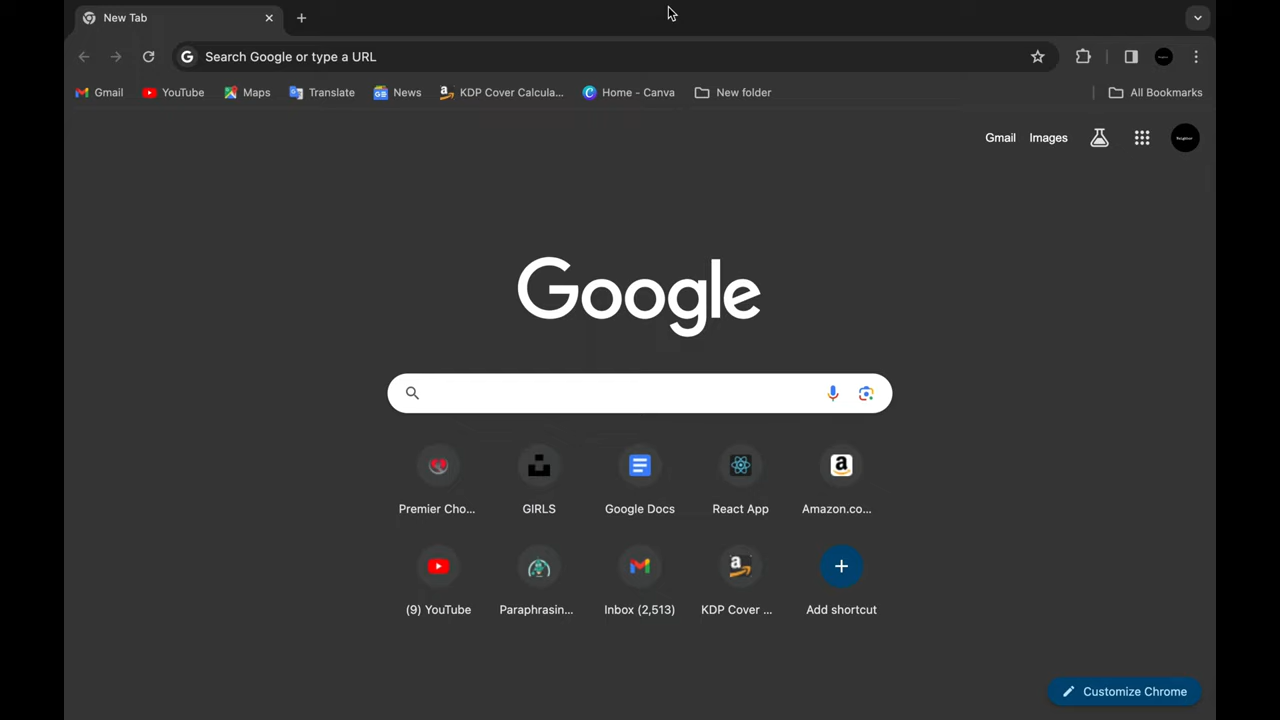 New Tab
Search Google or type a URL
Gmail YouTube Maps Translate News KDP Cover Calcula... Home - Canva New folder All Bookmarks
Gmail Images
Google
Premier Cho... GIRLS Google Docs React App Amazon.co...
(9) YouTube Paraphrasin... Inbox (2,513) KDP Cover ... Add shortcut
Customize Chrome